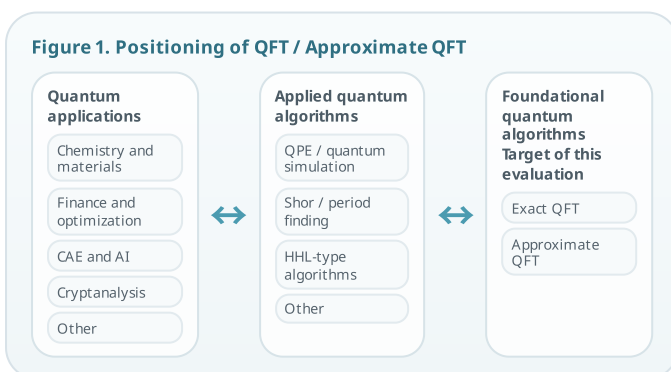 Figure 1. Positioning of QFT / Approximate QFT
Quantum
applications
Chemistry and
materials
Finance and
optimization
CAE and AI
Cryptanalysis
Other
Applied quantum
algorithms
QPE / quantum
simulation
Shor / period
finding
HHL-type
algorithms
Other
Foundational
quantum
algorithms
Target of this
evaluation
Exact QFT
Approximate
QFT